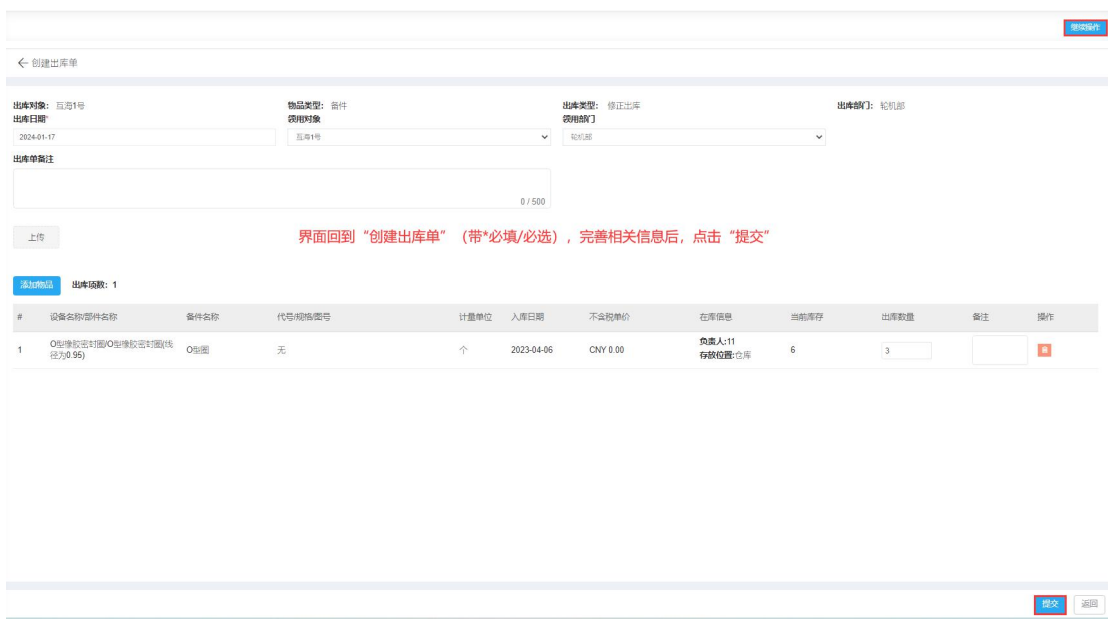 继续操作
创建出库单
出库对象： 互海1号 物品类型： 备件 出库类型： 修正出库 出库部门： 轮机部
出库日期* 领用对象 领用部门
2024-01-17 互海1号 轮机部
出库单备注
0 / 500
上传
界面回到“创建出库单”（带*必填/必选），完善相关信息后，点击“提交”
添加物品 出库项数：1
# 设备名称/部件名称 备件名称 代号/规格/图号 计量单位 入库日期 不含税单价 在库信息 当前库存 出库数量 备注 操作
1 O型橡胶密封圈/O型橡胶密封圈(线径为0.95) O型圈 无 个 2023-04-06 CNY 0.00 负责人:11 存放位置:仓库 6 3
提交 返回